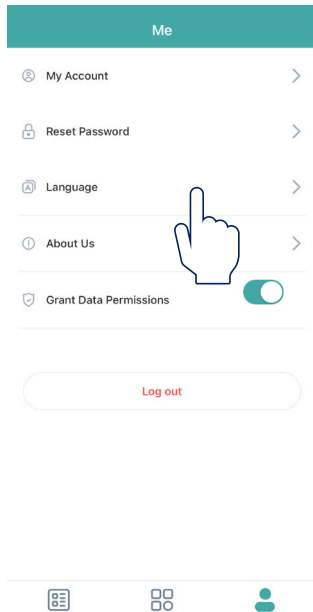 Me
My Account
Reset Password
Language
About Us
Grant Data Permissions
Log out